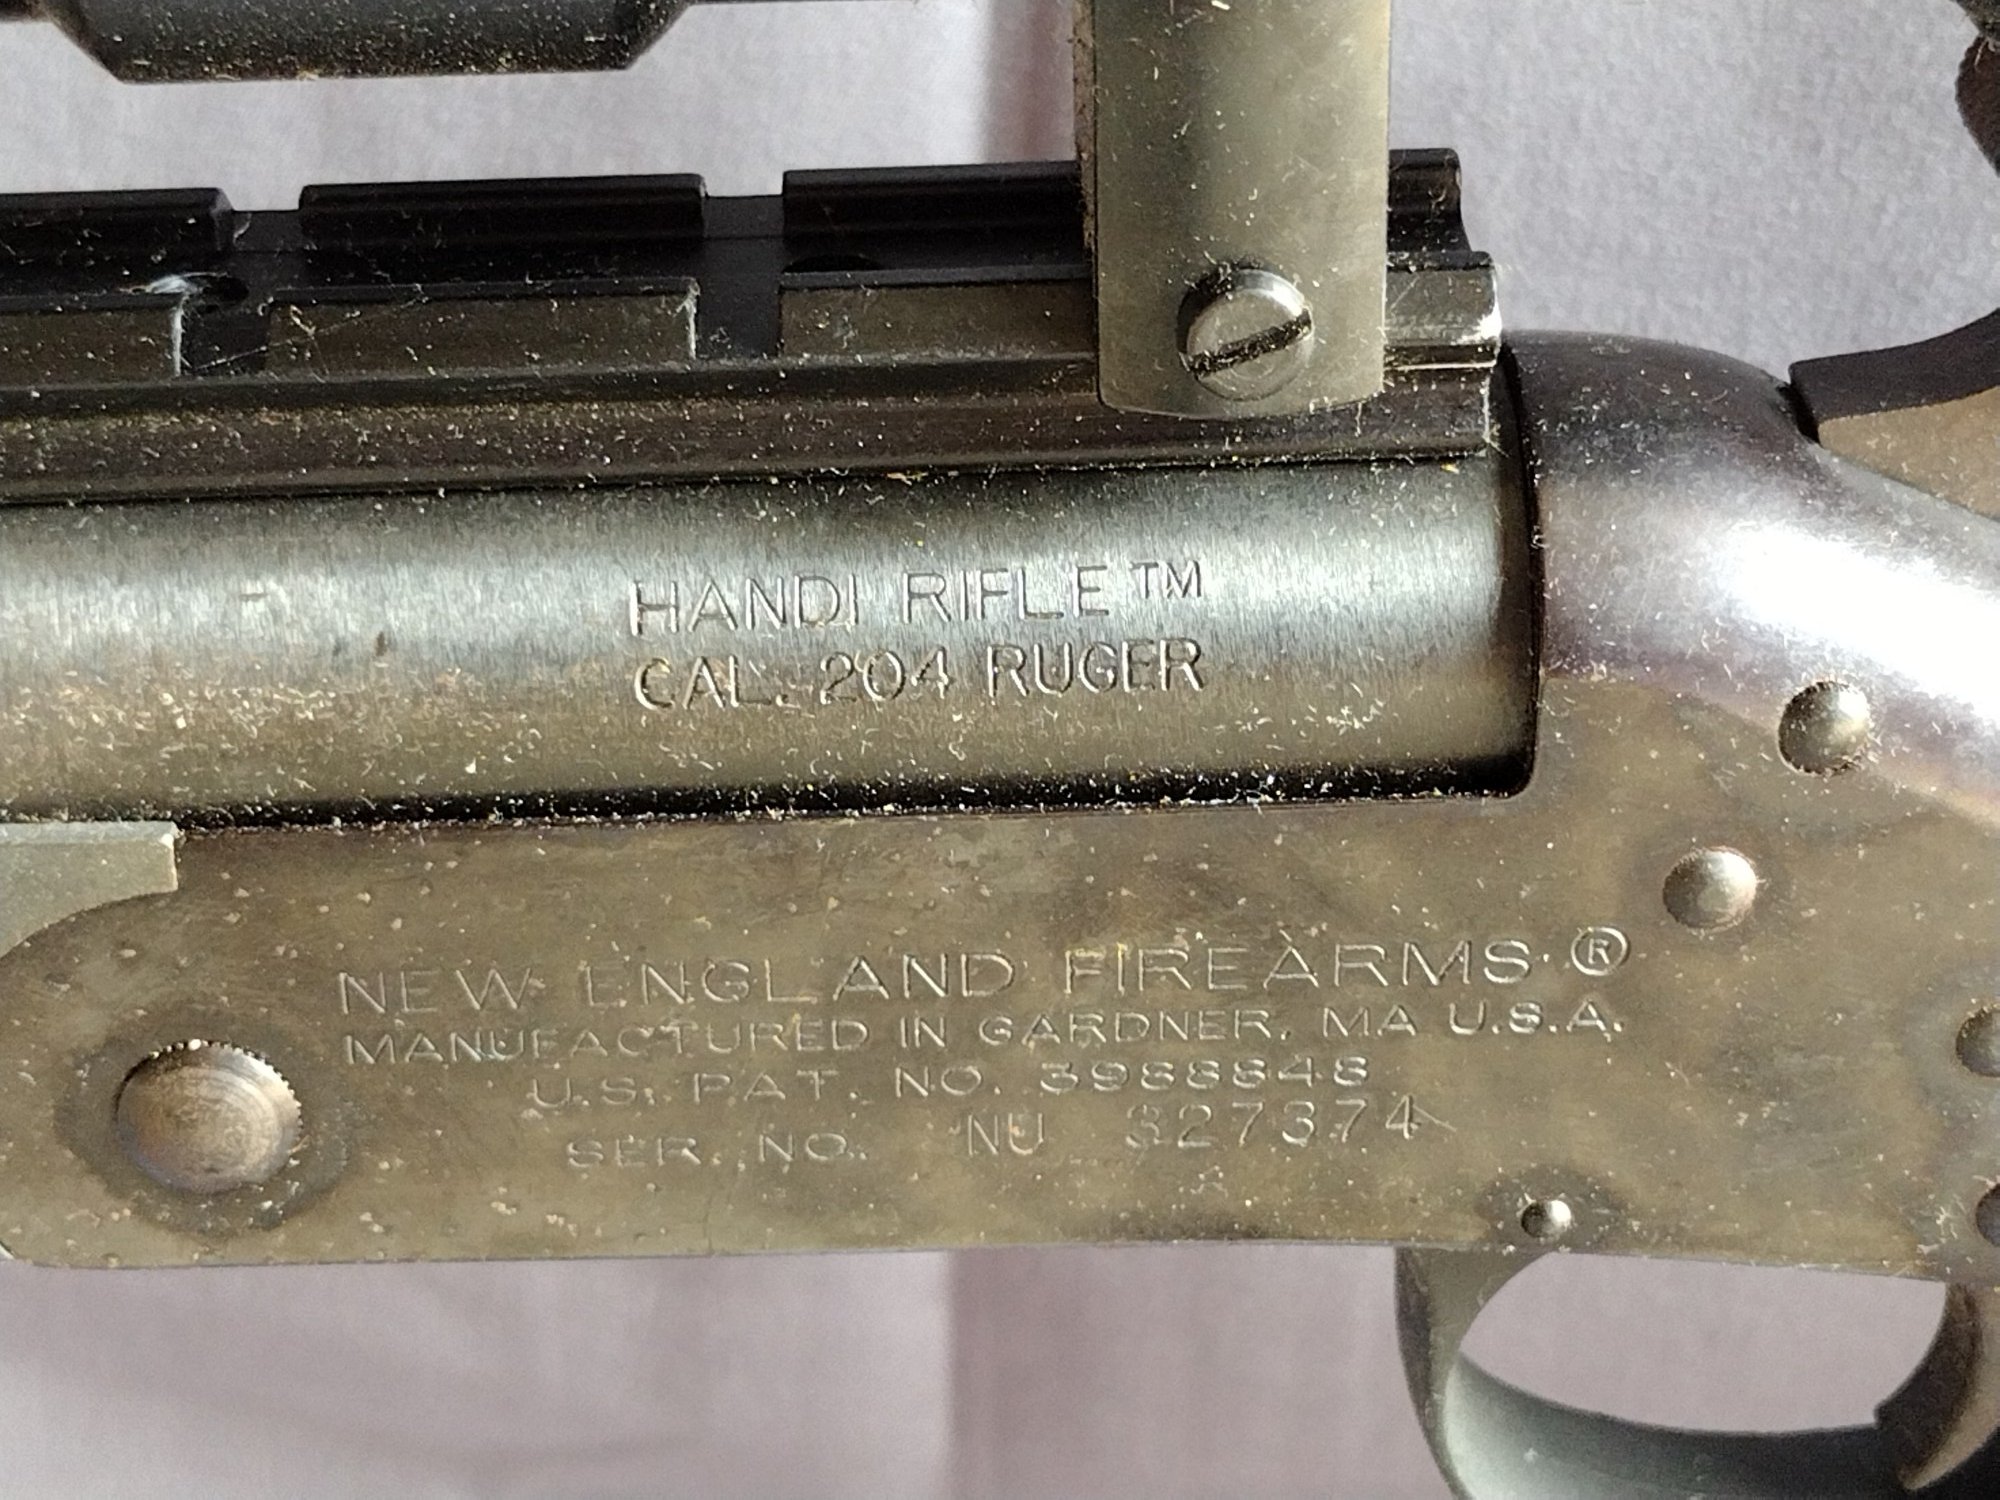 HANDI RIFLE™
CAL. 204 RUGER
NEW ENGLAND FIREARMS ®
MANUFACTURED IN GARDNER, MA U.S.A.
U.S. PAT. NO. 3988848
SER. NO. NU 327374